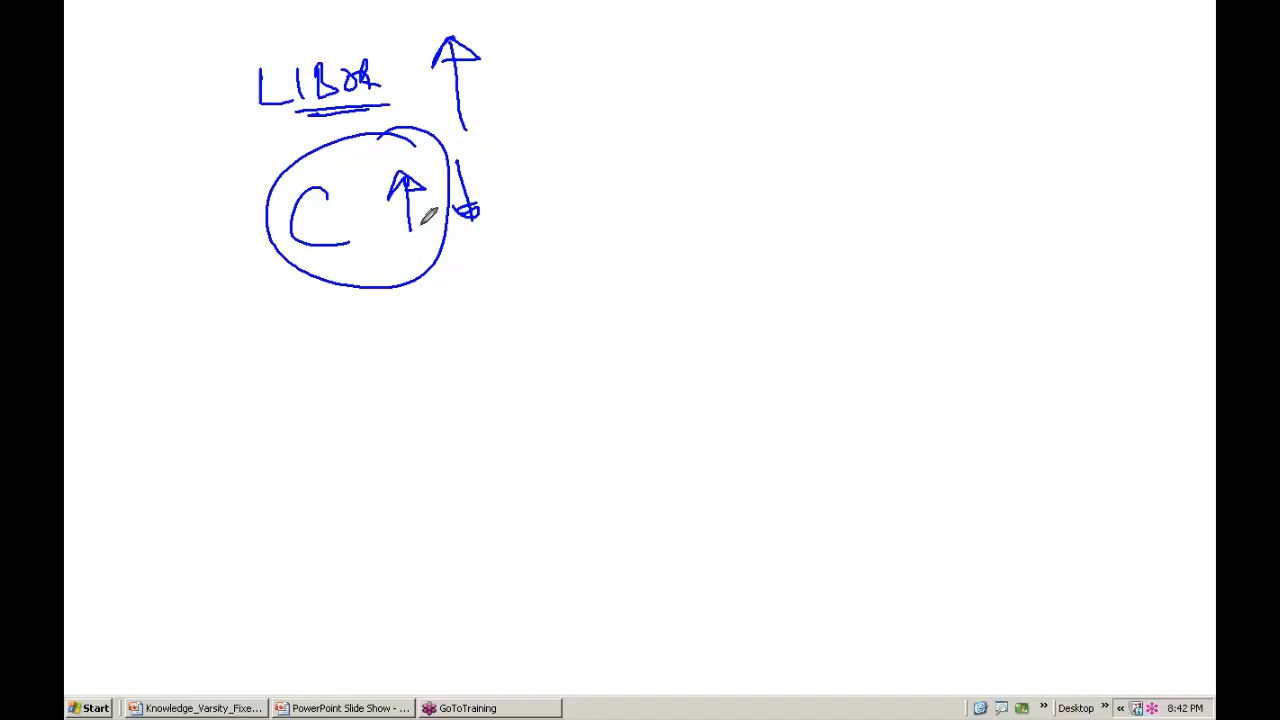 LIBOR
C
Start
Knowledge_Varsity_Fixe...
PowerPoint Slide Show - ...
GoToTraining
Desktop
8:42 PM